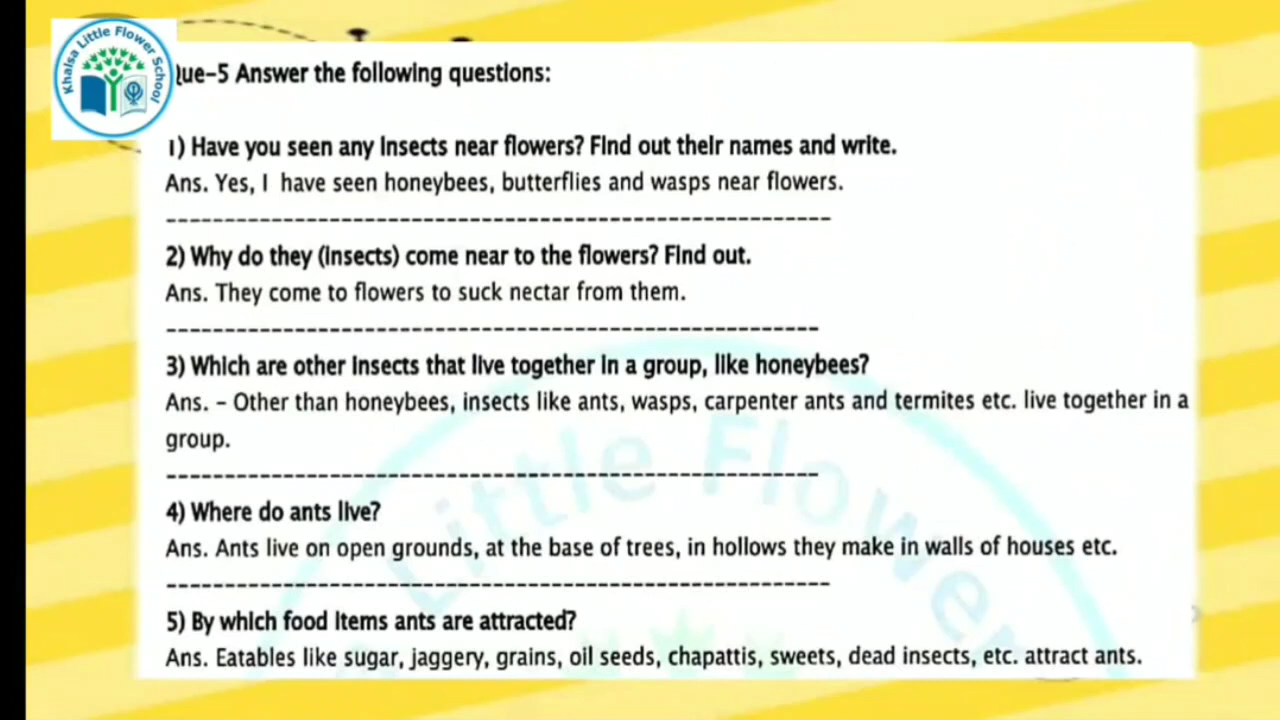 Khalsa Little Flower School
Que-5 Answer the following questions:
1) Have you seen any insects near flowers? Find out their names and write.
Ans. Yes, I have seen honeybees, butterflies and wasps near flowers.
------------------------------------------------------------
2) Why do they (insects) come near to the flowers? Find out.
Ans. They come to flowers to suck nectar from them.
-----------------------------------------------------------
3) Which are other insects that live together in a group, like honeybees?
Ans. – Other than honeybees, insects like ants, wasps, carpenter ants and termites etc. live together in a
group.
-----------------------------------------------------------
4) Where do ants live?
Ans. Ants live on open grounds, at the base of trees, in hollows they make in walls of houses etc.
------------------------------------------------------------
5) By which food items ants are attracted?
Ans. Eatables like sugar, jaggery, grains, oil seeds, chapattis, sweets, dead insects, etc. attract ants.
Little Flower